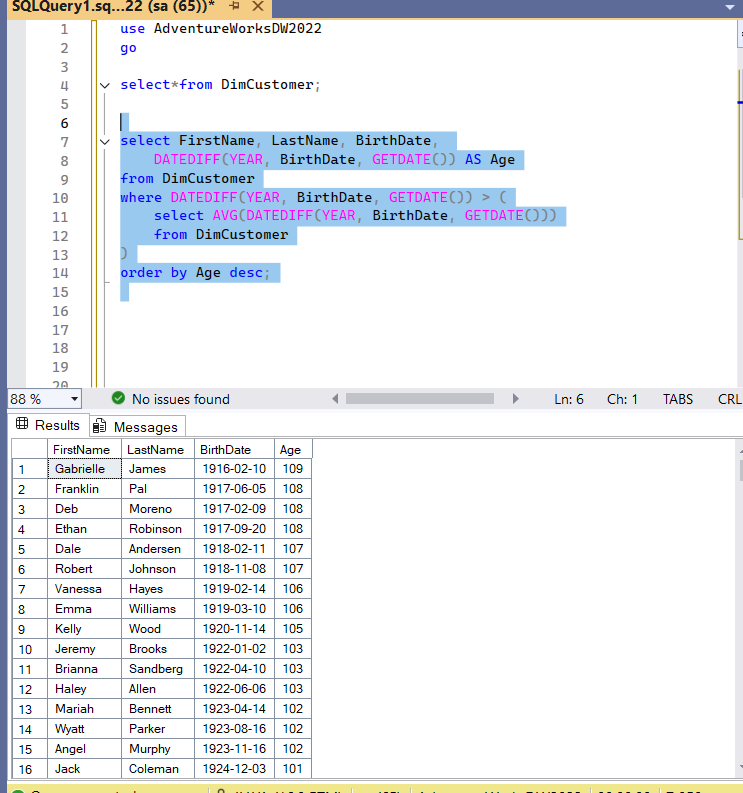 SQLQuery1.sq...22 (sa (65))*
1 use AdventureWorksDW2022
2 go
3
4 select*from DimCustomer;
5
6
7 select FirstName, LastName, BirthDate,
8 DATEDIFF(YEAR, BirthDate, GETDATE()) AS Age
9 from DimCustomer
10 where DATEDIFF(YEAR, BirthDate, GETDATE()) > (
11 select AVG(DATEDIFF(YEAR, BirthDate, GETDATE()))
12 from DimCustomer
13 )
14 order by Age desc;
15
16
17
18
19
20
88 % No issues found Ln: 6 Ch: 1 TABS CRL
Results Messages
FirstName LastName BirthDate Age
1 Gabrielle James 1916-02-10 109
2 Franklin Pal 1917-06-05 108
3 Deb Moreno 1917-02-09 108
4 Ethan Robinson 1917-09-20 108
5 Dale Andersen 1918-02-11 107
6 Robert Johnson 1918-11-08 107
7 Vanessa Hayes 1919-02-14 106
8 Emma Williams 1919-03-10 106
9 Kelly Wood 1920-11-14 105
10 Jeremy Brooks 1922-01-02 103
11 Brianna Sandberg 1922-04-10 103
12 Haley Allen 1922-06-06 103
13 Mariah Bennett 1923-04-14 102
14 Wyatt Parker 1923-08-16 102
15 Angel Murphy 1923-11-16 102
16 Jack Coleman 1924-12-03 101